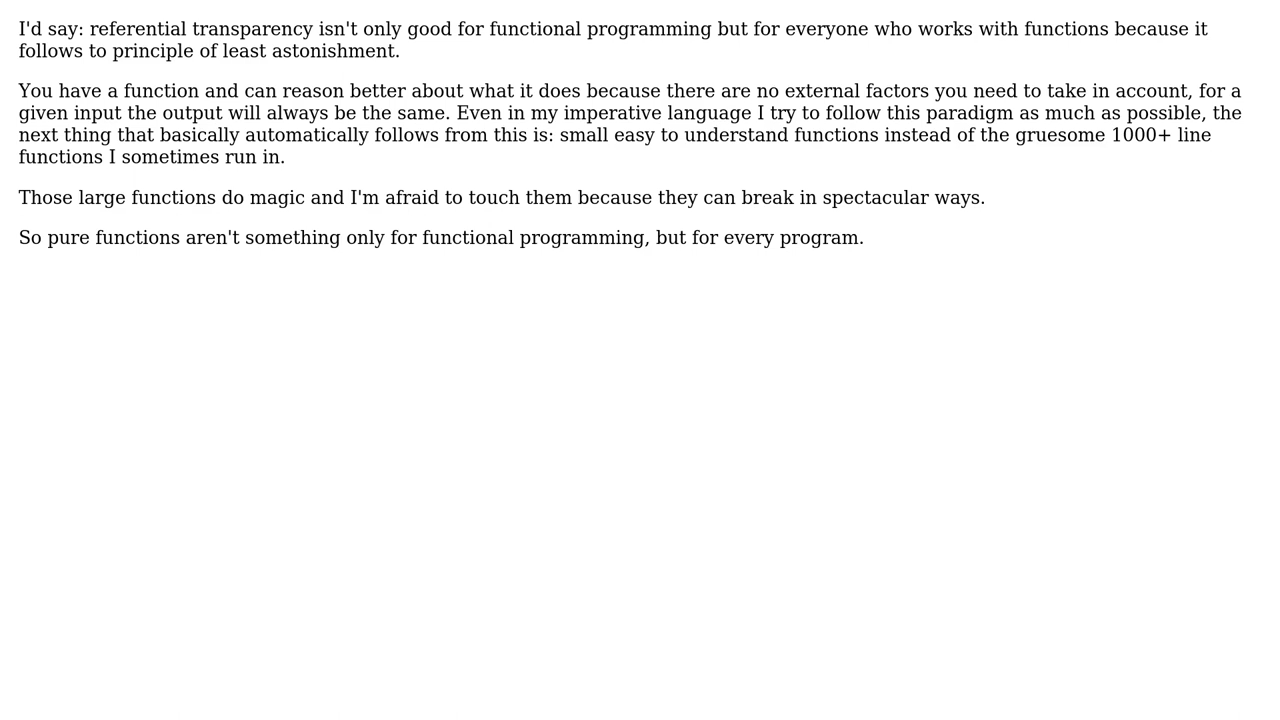 I'd say: referential transparency isn't only good for functional programming but for everyone who works with functions because it
follows to principle of least astonishment.
You have a function and can reason better about what it does because there are no external factors you need to take in account, for a
given input the output will always be the same. Even in my imperative language I try to follow this paradigm as much as possible, the
next thing that basically automatically follows from this is: small easy to understand functions instead of the gruesome 1000+ line
functions I sometimes run in.
Those large functions do magic and I'm afraid to touch them because they can break in spectacular ways.
So pure functions aren't something only for functional programming, but for every program.